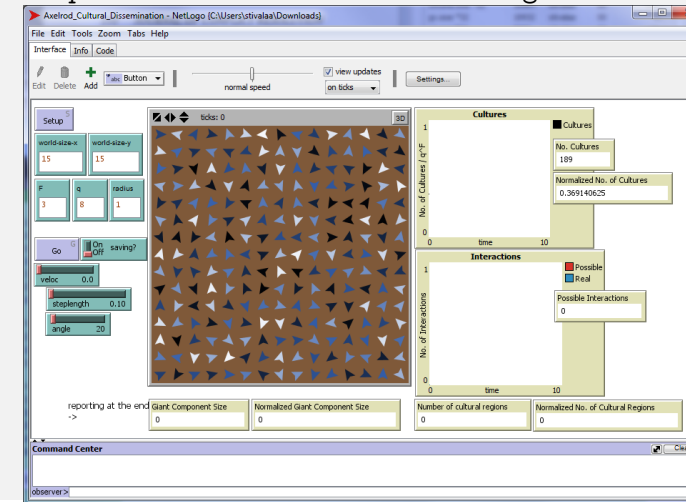 Axelrod_Cultural_Dissemination - NetLogo {C:\Users\stivalaa\Downloads}
File Edit Tools Zoom Tabs Help
Interface Info Code
Edit Delete Add
abc Button
normal speed
view updates
on ticks
Settings...
Setup
S
world-size-x
15
world-size-y
15
F
3
q
8
radius
1
Go
G
On
Off
saving?
veloc 0.0
steplength 0.10
angle 20
ticks: 0
3D
Cultures
No. of Cultures / q^F
1
0
0 time 10
Cultures
No. Cultures
189
Normalized No. of Cultures
0.369140625
Interactions
No. of Interactions
1
0
0 time 10
Possible
Real
Possible Interactions
0
reporting at the end
->
Giant Component Size
0
Normalized Giant Component Size
0
Number of cultural regions
0
Normalized No. of Cultural Regions
0
Command Center
Clea
observer>